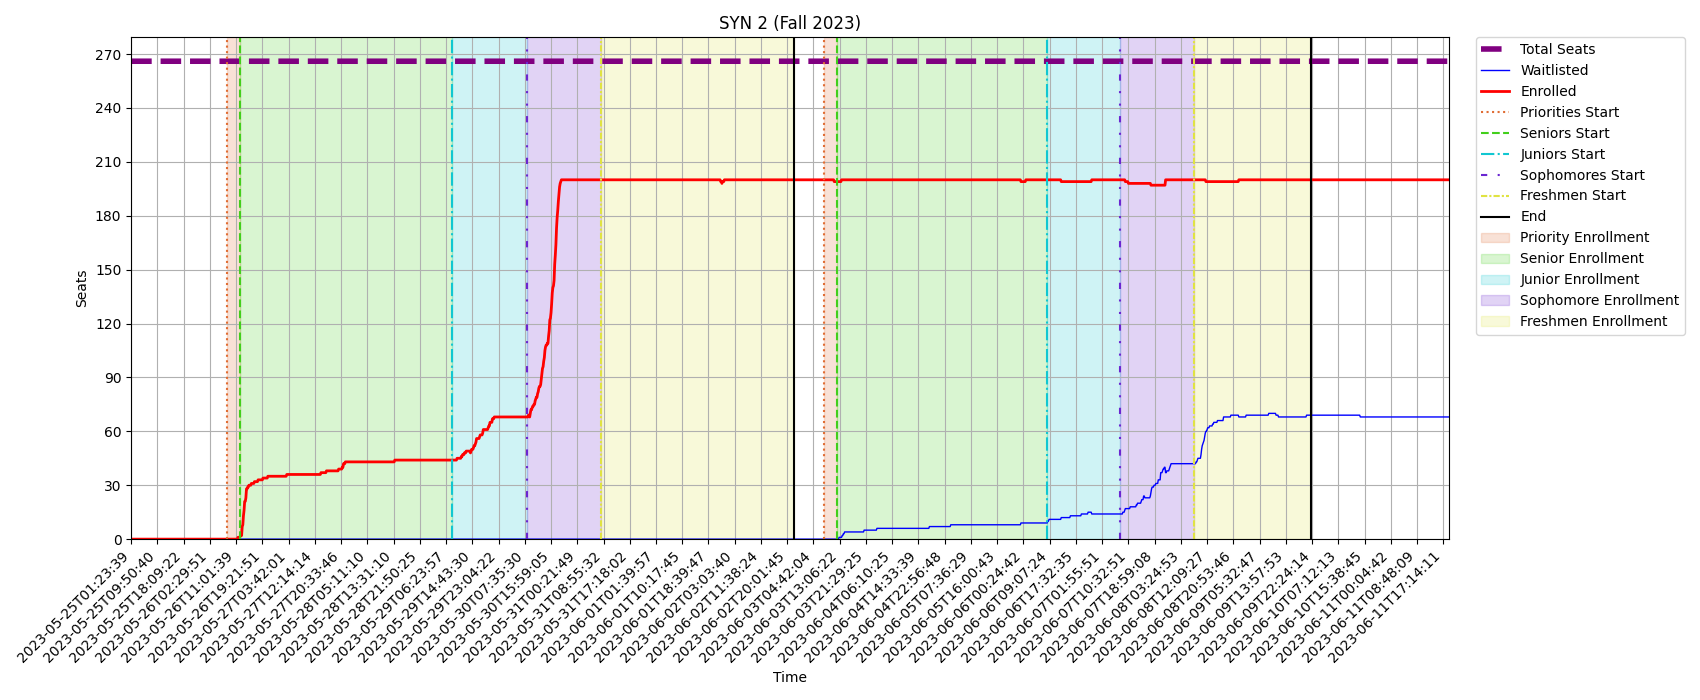 SYN 2 (Fall 2023)
270
240
210
180
150
120
90
60
30
0
Seats
2023-05-25T01:23:39
2023-05-25T09:50:40
2023-05-25T18:09:22
2023-05-26T02:29:51
2023-05-26T11:01:39
2023-05-26T19:21:51
2023-05-27T03:42:01
2023-05-27T12:14:14
2023-05-27T20:33:46
2023-05-28T05:11:10
2023-05-28T13:31:10
2023-05-28T21:50:25
2023-05-29T06:23:57
2023-05-29T14:43:30
2023-05-29T23:04:22
2023-05-30T07:35:30
2023-05-30T15:59:05
2023-05-31T00:21:49
2023-05-31T08:55:32
2023-05-31T17:18:02
2023-06-01T01:39:57
2023-06-01T10:17:45
2023-06-01T18:39:47
2023-06-02T03:03:40
2023-06-02T11:38:24
2023-06-02T20:01:45
2023-06-03T04:42:04
2023-06-03T13:06:22
2023-06-03T21:29:25
2023-06-04T06:10:25
2023-06-04T14:33:39
2023-06-04T22:56:48
2023-06-05T07:36:29
2023-06-05T16:00:43
2023-06-06T00:24:42
2023-06-06T09:07:24
2023-06-06T17:32:35
2023-06-07T01:55:51
2023-06-07T10:32:51
2023-06-07T18:59:08
2023-06-08T03:24:53
2023-06-08T12:09:27
2023-06-08T20:53:46
2023-06-09T05:32:47
2023-06-09T13:57:53
2023-06-09T22:24:14
2023-06-10T07:12:13
2023-06-10T15:38:45
2023-06-11T00:04:42
2023-06-11T08:48:09
2023-06-11T17:14:11
Time
Total Seats
Waitlisted
Enrolled
Priorities Start
Seniors Start
Juniors Start
Sophomores Start
Freshmen Start
End
Priority Enrollment
Senior Enrollment
Junior Enrollment
Sophomore Enrollment
Freshmen Enrollment